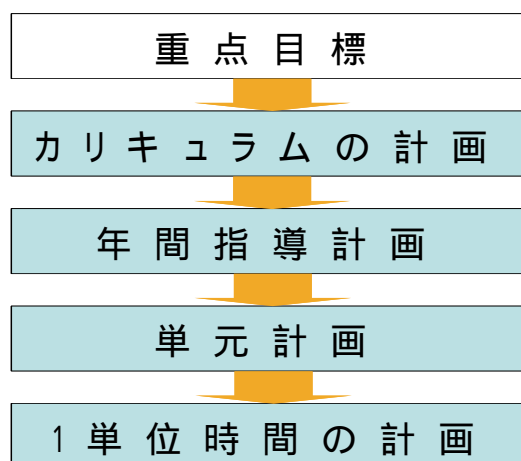 重点目標
カリキュラムの計画
年間指導計画
単元計画
1単位時間の計画